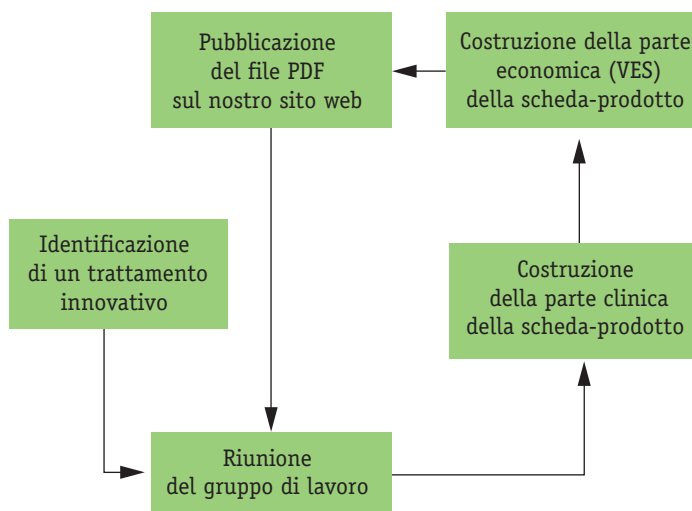 Pubblicazione
del file PDF
sul nostro sito web
Costruzione della parte
economica (VES)
della scheda-prodotto
Identificazione
di un trattamento
innovativo
Costruzione
della parte clinica
della scheda-prodotto
Riunione
del gruppo di lavoro